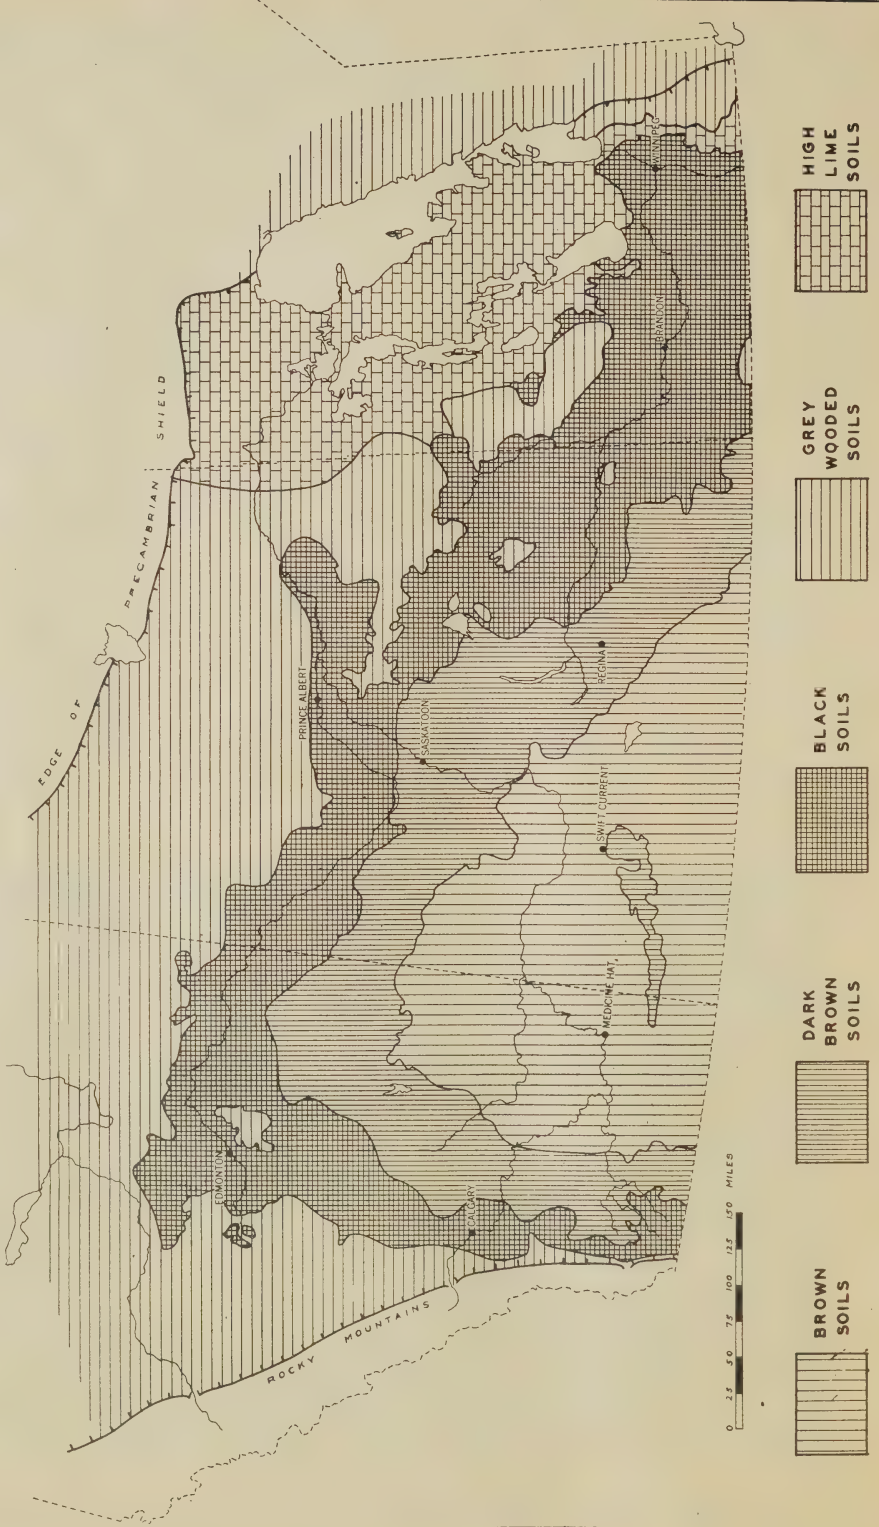 EDGE OF PRECAMBRIAN SHIELD
PRINCE ALBERT
SASKATOON
EDMONTON
CALGARY
ROCKY MOUNTAINS
MEDICINE HAT
SWIFT CURRENT
REGINA
BRANDON
WINNIPEG
0 25 50 75 100 125 150 MILES
BROWN
SOILS
DARK
BROWN
SOILS
BLACK
SOILS
GREY
WOODED
SOILS
HIGH
LIME
SOILS